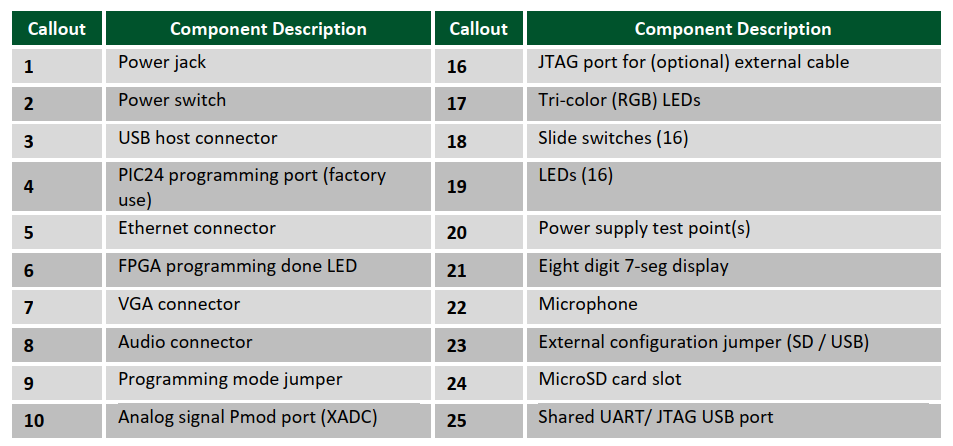 Callout Component Description Callout Component Description
1 Power jack 16 JTAG port for (optional) external cable
2 Power switch 17 Tri-color (RGB) LEDs
3 USB host connector 18 Slide switches (16)
4 PIC24 programming port (factory 19 LEDs (16)
use)
5 Ethernet connector 20 Power supply test point(s)
6 FPGA programming done LED 21 Eight digit 7-seg display
7 VGA connector 22 Microphone
8 Audio connector 23 External configuration jumper (SD / USB)
9 Programming mode jumper 24 MicroSD card slot
10 Analog signal Pmod port (XADC) 25 Shared UART/ JTAG USB port